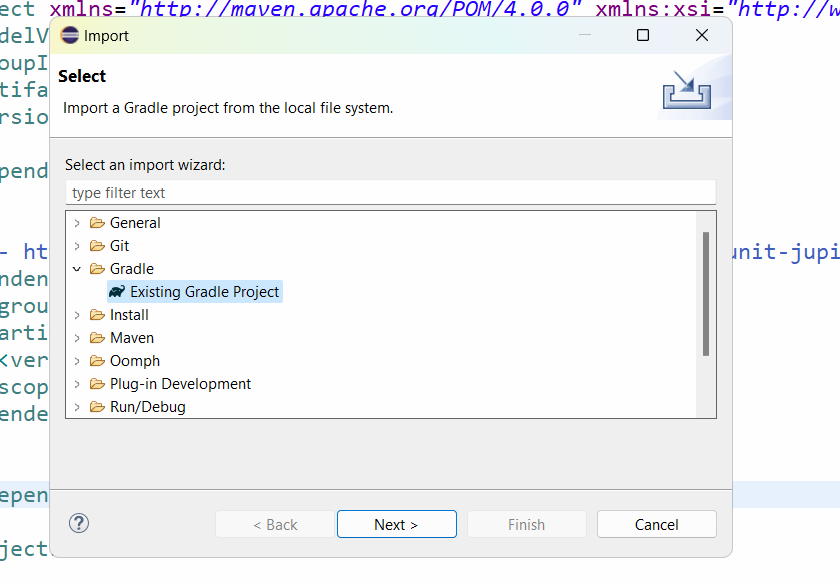 ect xmlns="http://maven.apache.org/POM/4.0.0" xmlns:xsi="http://w
Import
delV
Select
oupI
tifa
Import a Gradle project from the local file system.
rsio
Select an import wizard:
pend
type filter text
General
Git
- ht
unit-jupi
Gradle
nden
Existing Gradle Project
grou
Install
arti
Maven
<ver
Oomph
scop
Plug-in Development
ende
Run/Debug
epen
? < Back Next > Finish Cancel
ject